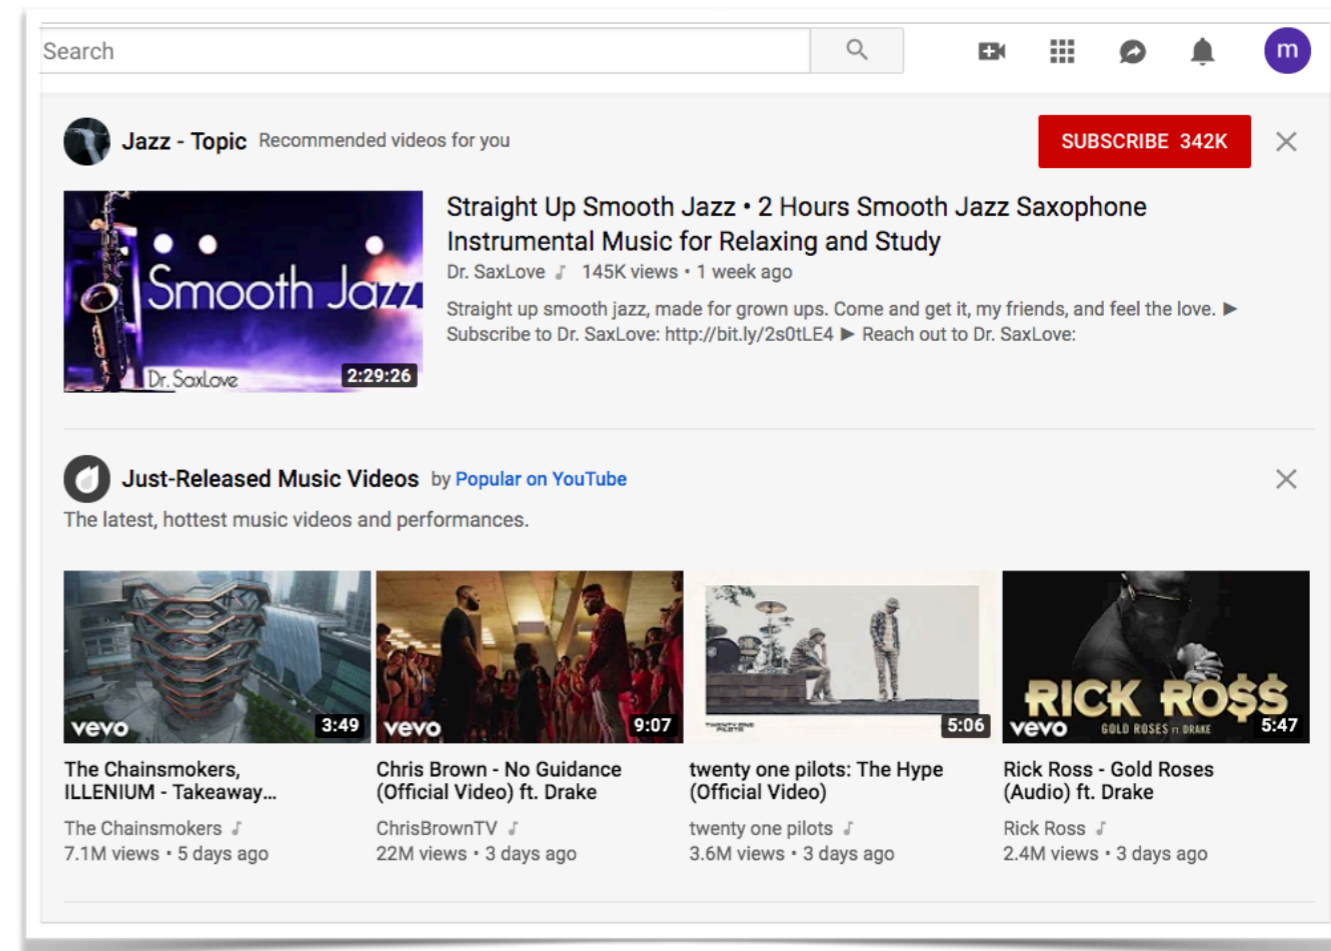 Search
m
Jazz - Topic Recommended videos for you
SUBSCRIBE 342K
Smooth Jazz
Dr. SaxLove
2:29:26
Straight Up Smooth Jazz • 2 Hours Smooth Jazz Saxophone
Instrumental Music for Relaxing and Study
Dr. SaxLove 145K views • 1 week ago
Straight up smooth jazz, made for grown ups. Come and get it, my friends, and feel the love. ►
Subscribe to Dr. SaxLove: http://bit.ly/2s0tLE4 ► Reach out to Dr. SaxLove:
Just-Released Music Videos by Popular on YouTube
The latest, hottest music videos and performances.
vevo 3:49
The Chainsmokers,
ILLENIUM - Takeaway...
The Chainsmokers
7.1M views • 5 days ago
vevo 9:07
Chris Brown - No Guidance
(Official Video) ft. Drake
ChrisBrownTV
22M views • 3 days ago
TWENTY ONE
PILOTS
5:06
twenty one pilots: The Hype
(Official Video)
twenty one pilots
3.6M views • 3 days ago
RICK RO$$
GOLD ROSES FT DRAKE
vevo 5:47
Rick Ross - Gold Roses
(Audio) ft. Drake
Rick Ross
2.4M views • 3 days ago